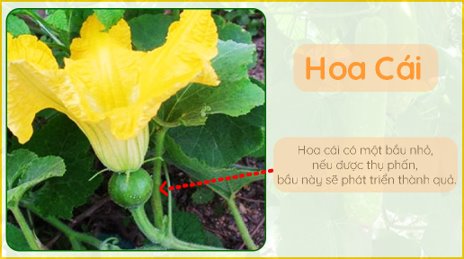 Hoa Cái
Hoa cái có một bầu nhỏ,
nếu được thụ phấn,
bầu này sẽ phát triển thành quả.